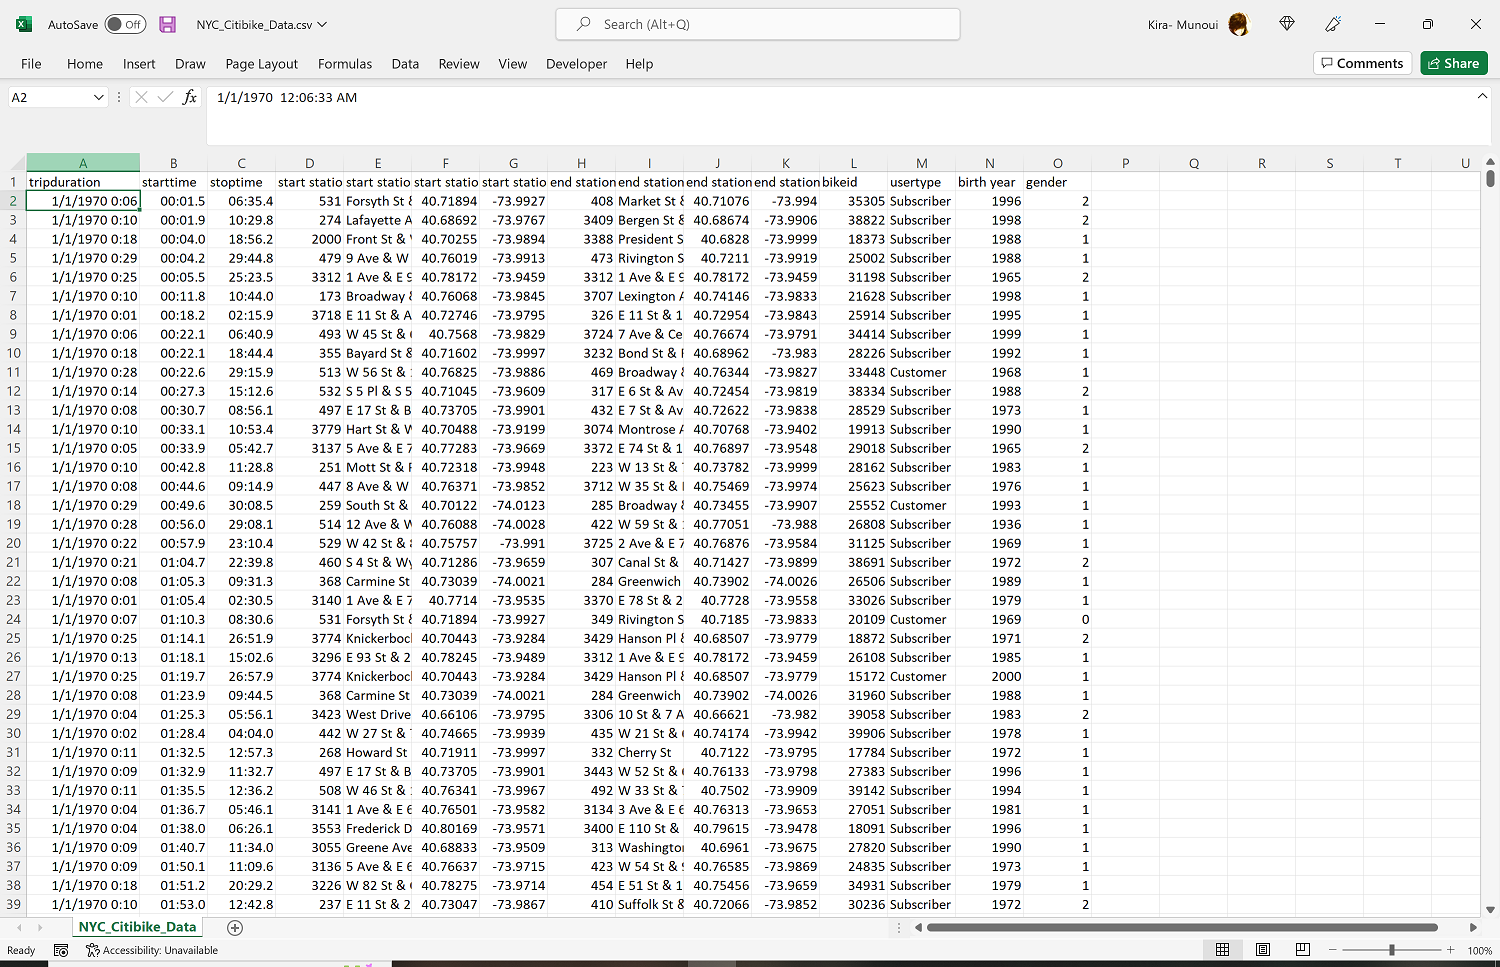 AutoSave Off NYC_Citibike_Data.csv Search (Alt+Q) Kira- Munoui
File Home Insert Draw Page Layout Formulas Data Review View Developer Help Comments Share
A2 fx 1/1/1970 12:06:33 AM
A B C D E F G H I J K L M N O P Q R S T U
1 tripduration starttime stoptime start statio start statio start statio start statio end station end station end station end station bikeid usertype birth year gender
2 1/1/1970 0:06 00:01.5 06:35.4 531 Forsyth St & 40.71894 -73.9927 408 Market St & 40.71076 -73.994 35305 Subscriber 1996 2
3 1/1/1970 0:10 00:01.9 10:29.8 274 Lafayette A 40.68692 -73.9767 3409 Bergen St & 40.68674 -73.9906 38822 Subscriber 1998 2
4 1/1/1970 0:18 00:04.0 18:56.2 2000 Front St & 40.70255 -73.9894 3388 President S 40.6828 -73.9999 18373 Subscriber 1988 1
5 1/1/1970 0:29 00:04.2 29:44.8 479 9 Ave & W 40.76019 -73.9913 473 Rivington S 40.7211 -73.9919 25002 Subscriber 1988 1
6 1/1/1970 0:25 00:05.5 25:23.5 3312 1 Ave & E 9 40.78172 -73.9459 3312 1 Ave & E 9 40.78172 -73.9459 31198 Subscriber 1965 2
7 1/1/1970 0:10 00:11.8 10:44.0 173 Broadway & 40.76068 -73.9845 3707 Lexington A 40.74146 -73.9833 21628 Subscriber 1998 1
8 1/1/1970 0:01 00:18.2 02:15.9 3718 E 11 St & A 40.72746 -73.9795 326 E 11 St & 1 40.72954 -73.9843 25914 Subscriber 1995 1
9 1/1/1970 0:06 00:22.1 06:40.9 493 W 45 St & 40.7568 -73.9829 3724 7 Ave & Ce 40.76674 -73.9791 34414 Subscriber 1999 1
10 1/1/1970 0:18 00:22.1 18:44.4 355 Bayard St & 40.71602 -73.9997 3232 Bond St & 40.68962 -73.983 28226 Subscriber 1992 1
11 1/1/1970 0:28 00:22.6 29:15.9 513 W 56 St & 40.76825 -73.9886 469 Broadway & 40.76344 -73.9827 33448 Customer 1968 1
12 1/1/1970 0:14 00:27.3 15:12.6 532 S 5 Pl & S 5 40.71045 -73.9609 317 E 6 St & Av 40.72454 -73.9819 38334 Subscriber 1988 2
13 1/1/1970 0:08 00:30.7 08:56.1 497 E 17 St & B 40.73705 -73.9901 432 E 7 St & Av 40.72622 -73.9838 28529 Subscriber 1973 1
14 1/1/1970 0:10 00:33.1 10:53.4 3779 Hart St & W 40.70488 -73.9199 3074 Montrose A 40.70768 -73.9402 19913 Subscriber 1990 1
15 1/1/1970 0:05 00:33.9 05:42.7 3137 5 Ave & E 7 40.77283 -73.9669 3372 E 74 St & 1 40.76897 -73.9548 29018 Subscriber 1965 2
16 1/1/1970 0:10 00:42.8 11:28.8 251 Mott St & P 40.72318 -73.9948 223 W 13 St & 40.73782 -73.9999 28162 Subscriber 1983 1
17 1/1/1970 0:08 00:44.6 09:14.9 447 8 Ave & W 40.76371 -73.9852 3712 W 35 St & 40.75469 -73.9974 25623 Subscriber 1976 1
18 1/1/1970 0:29 00:49.6 30:08.5 259 South St & 40.70122 -74.0123 285 Broadway & 40.73455 -73.9907 25552 Customer 1993 1
19 1/1/1970 0:28 00:56.0 29:08.1 514 12 Ave & W 40.76088 -74.0028 422 W 59 St & 40.77051 -73.988 26808 Subscriber 1936 1
20 1/1/1970 0:22 00:57.9 23:10.4 529 W 42 St & 40.75757 -73.991 3725 2 Ave & E 7 40.76876 -73.9584 31125 Subscriber 1969 1
21 1/1/1970 0:21 01:04.7 22:39.8 460 S 4 St & Wy 40.71286 -73.9659 307 Canal St & 40.71427 -73.9899 38691 Subscriber 1972 2
22 1/1/1970 0:08 01:05.3 09:31.3 368 Carmine St 40.73039 -74.0021 284 Greenwich 40.73902 -74.0026 26506 Subscriber 1989 1
23 1/1/1970 0:01 01:05.4 02:30.5 3140 1 Ave & E 7 40.7714 -73.9535 3370 E 78 St & 2 40.7728 -73.9558 33026 Subscriber 1979 1
24 1/1/1970 0:07 01:10.3 08:30.6 531 Forsyth St & 40.71894 -73.9927 349 Rivington S 40.7185 -73.9833 20109 Customer 1969 0
25 1/1/1970 0:25 01:14.1 26:51.9 3774 Knickerboc 40.70443 -73.9284 3429 Hanson Pl & 40.68507 -73.9779 18872 Subscriber 1971 2
26 1/1/1970 0:13 01:18.1 15:02.6 3296 E 93 St & 2 40.78245 -73.9489 3312 1 Ave & E 9 40.78172 -73.9459 26108 Subscriber 1985 1
27 1/1/1970 0:25 01:19.7 26:57.9 3774 Knickerboc 40.70443 -73.9284 3429 Hanson Pl & 40.68507 -73.9779 15172 Customer 2000 1
28 1/1/1970 0:08 01:23.9 09:44.5 368 Carmine St 40.73039 -74.0021 284 Greenwich 40.73902 -74.0026 31960 Subscriber 1988 1
29 1/1/1970 0:04 01:25.3 05:56.1 3423 West Drive 40.66106 -73.9795 3306 10 St & 7 A 40.66621 -73.982 39058 Subscriber 1983 2
30 1/1/1970 0:02 01:28.4 04:04.0 442 W 27 St & 40.74665 -73.9939 435 W 21 St & 40.74174 -73.9942 39906 Subscriber 1978 1
31 1/1/1970 0:11 01:32.5 12:57.3 268 Howard St 40.71911 -73.9997 332 Cherry St 40.7122 -73.9795 17784 Subscriber 1972 1
32 1/1/1970 0:09 01:32.9 11:32.7 497 E 17 St & B 40.73705 -73.9901 3443 W 52 St & 40.76133 -73.9798 27383 Subscriber 1996 1
33 1/1/1970 0:11 01:35.5 12:36.2 508 W 46 St & 40.76341 -73.9967 492 W 33 St & 40.7502 -73.9909 39142 Subscriber 1994 1
34 1/1/1970 0:04 01:36.7 05:46.1 3141 1 Ave & E 6 40.76501 -73.9582 3134 3 Ave & E 6 40.76313 -73.9653 27051 Subscriber 1981 1
35 1/1/1970 0:04 01:38.0 06:26.1 3553 Frederick D 40.80169 -73.9571 3400 E 110 St & 40.79615 -73.9478 18091 Subscriber 1996 1
36 1/1/1970 0:09 01:40.7 11:34.0 3055 Greene Ave 40.68833 -73.9509 313 Washington 40.6961 -73.9675 27820 Subscriber 1990 1
37 1/1/1970 0:09 01:50.1 11:09.6 3136 5 Ave & E 6 40.76637 -73.9715 423 W 54 St & 9 40.76585 -73.9869 24835 Subscriber 1973 1
38 1/1/1970 0:18 01:51.2 20:29.2 3226 W 82 St & 40.78275 -73.9714 454 E 51 St & 1 40.75456 -73.9659 34931 Subscriber 1979 1
39 1/1/1970 0:10 01:53.0 12:42.8 237 E 11 St & 2 40.73047 -73.9867 410 Suffolk St & 40.72066 -73.9852 30236 Subscriber 1972 2
NYC_Citibike_Data
Ready Accessibility: Unavailable 100%